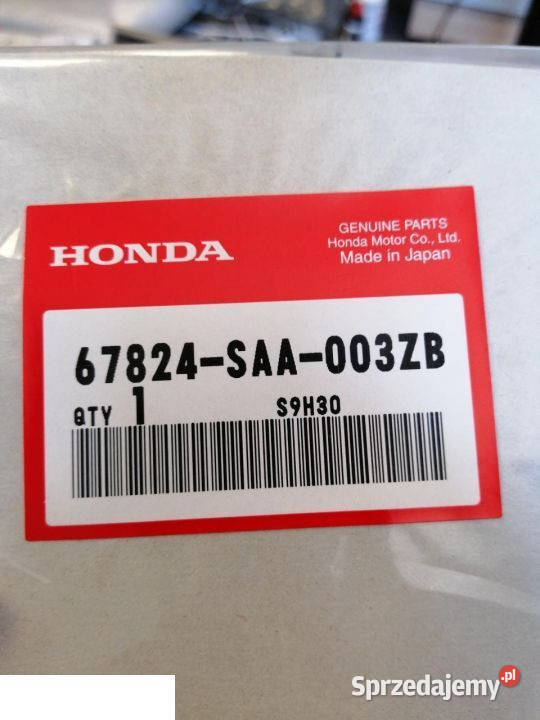 HONDA
GENUINE PARTS
Honda Motor Co., Ltd.
Made in Japan
67824-SAA-003ZB
QTY 1 S9H30
Sprzedajemy.pl